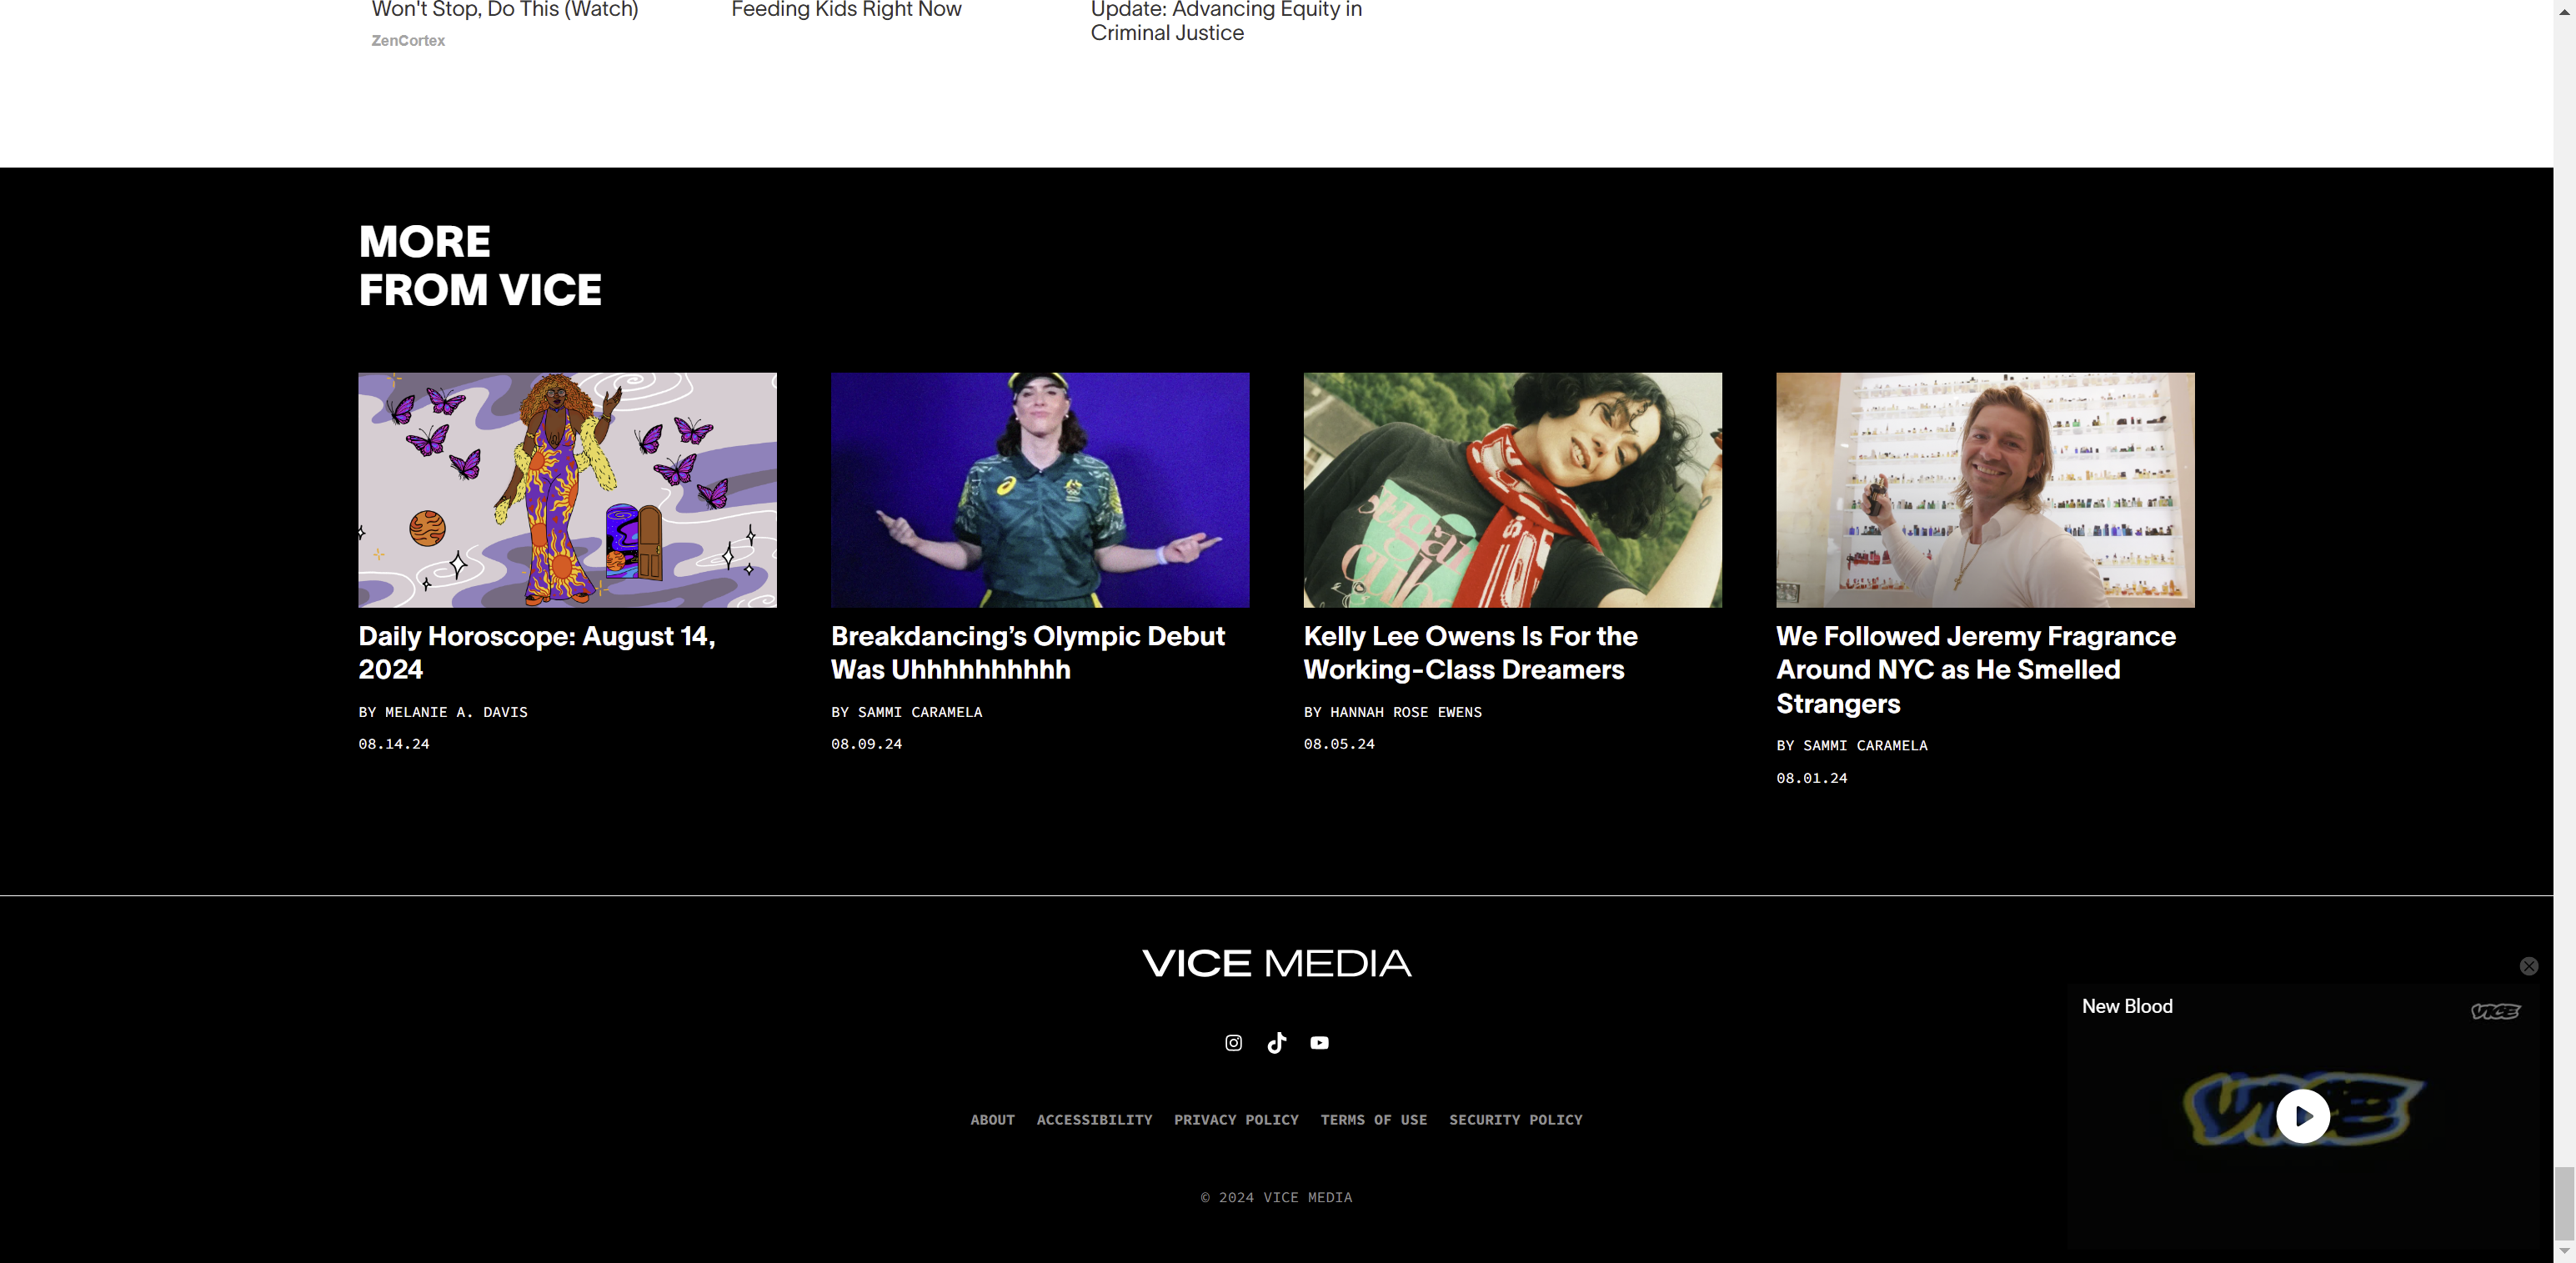 Won't Stop, Do This (Watch)
ZenCortex
Feeding Kids Right Now
Update: Advancing Equity in
Criminal Justice
MORE
FROM VICE
Daily Horoscope: August 14,
2024
BY MELANIE A. DAVIS
08.14.24
Breakdancing’s Olympic Debut
Was Uhhhhhhhhhh
BY SAMMI CARAMELA
08.09.24
Kelly Lee Owens Is For the
Working-Class Dreamers
BY HANNAH ROSE EWENS
08.05.24
We Followed Jeremy Fragrance
Around NYC as He Smelled
Strangers
BY SAMMI CARAMELA
08.01.24
VICE MEDIA
New Blood
VICE
VICE
ABOUT ACCESSIBILITY PRIVACY POLICY TERMS OF USE SECURITY POLICY
© 2024 VICE MEDIA